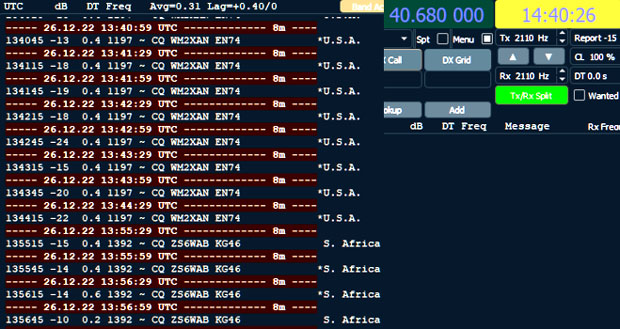 UTC dB DT Freq Avg=0.31 Lag=+0.40/0
----- 26.12.22 13:40:59 UTC ------------- 8m ----
134045 -13 0.4 1197 ~ CQ WM2XAN EN74 *U.S.A.
----- 26.12.22 13:41:29 UTC ------------- 8m ----
134115 -18 0.4 1197 ~ CQ WM2XAN EN74 *U.S.A.
----- 26.12.22 13:41:59 UTC ------------- 8m ----
134145 -19 0.4 1197 ~ CQ WM2XAN EN74 *U.S.A.
----- 26.12.22 13:42:29 UTC ------------- 8m ----
134215 -18 0.4 1197 ~ CQ WM2XAN EN74 *U.S.A.
----- 26.12.22 13:42:59 UTC ------------- 8m ----
134245 -24 0.4 1197 ~ CQ WM2XAN EN74 *U.S.A.
----- 26.12.22 13:43:29 UTC ------------- 8m ----
134315 -15 0.4 1197 ~ CQ WM2XAN EN74 *U.S.A.
----- 26.12.22 13:43:59 UTC ------------- 8m ----
134345 -20 0.4 1197 ~ CQ WM2XAN EN74 *U.S.A.
----- 26.12.22 13:44:29 UTC ------------- 8m ----
134415 -22 0.4 1197 ~ CQ WM2XAN EN74 *U.S.A.
----- 26.12.22 13:55:29 UTC ------------- 8m ----
135515 -15 0.4 1392 ~ CQ ZS6WAB KG46 S. Africa
----- 26.12.22 13:55:59 UTC ------------- 8m ----
135545 -14 0.4 1392 ~ CQ ZS6WAB KG46 *S. Africa
----- 26.12.22 13:56:29 UTC ------------- 8m ----
135615 -14 0.6 1392 ~ CQ ZS6WAB KG46 *S. Africa
----- 26.12.22 13:56:59 UTC ------------- 8m ----
135645 -10 0.2 1392 ~ CQ ZS6WAB KG46 S. Africa
40.680 000 14:40:26
Spt Menu Tx 2110 Hz Report -15
Call DX Grid CL 100 %
Rx 2110 Hz DT 0.0 s
Tx/Rx Split Wanted
Add
dB DT Freq Message Rx